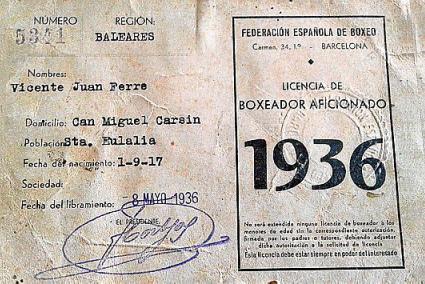 NÚMERO REGIÓN:
5341 BALEARES
Nombres:
Vicente Juan Ferre
Domicilio: Can Miguel Carsin
Población: Sta. Eulalia
Fecha del nacimiento: 1-9-17
Sociedad:
Fecha del libramiento: 8 MAYO 1936
EL PRESIDENTE,
FEDERACIÓN ESPAÑOLA DE BOXEO
Carmen, 34, 1.º - BARCELONA
LICENCIA DE
BOXEADOR AFICIONADO
1936
No será extendida ninguna licencia de boxeador a los
menores de edad sin la correspondiente autorización,
firmada por los padres o tutores, debiendo adjuntar
dicha autorización a la solicitud de licencia
Esta licencia debe estar siempre en poder del interesado